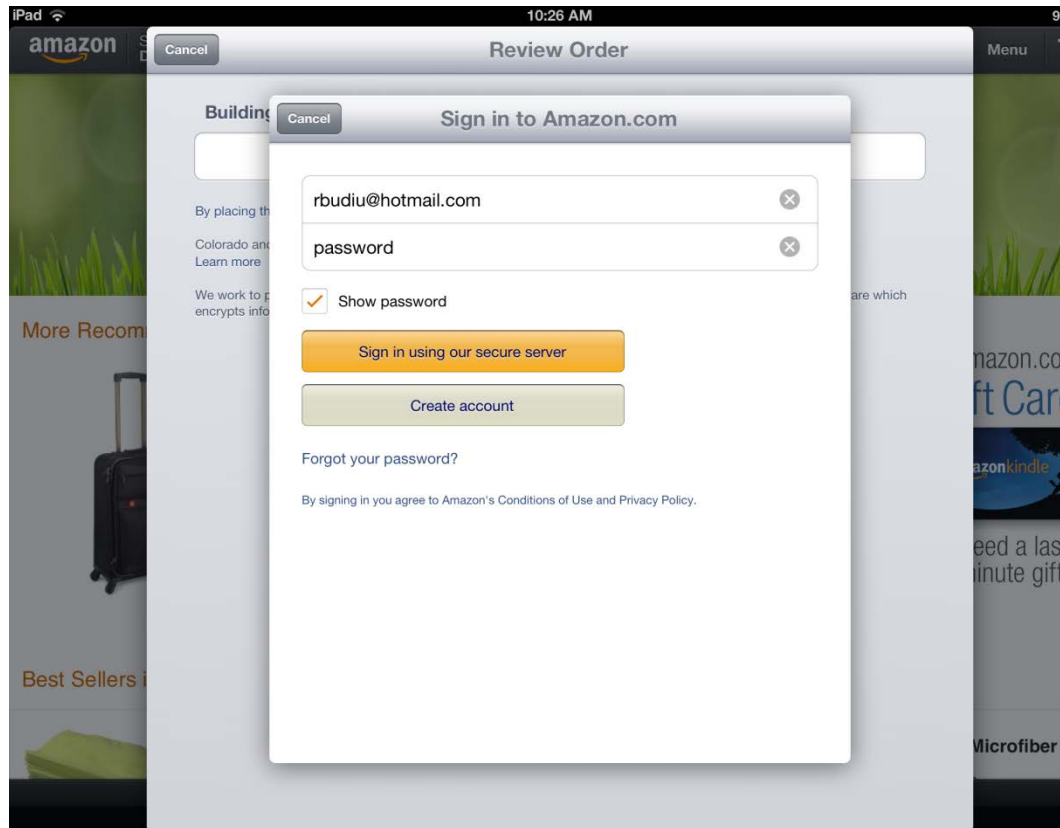 iPad 10:26 AM 9
amazon
Cancel Review Order Menu
Building
Cancel Sign in to Amazon.com
rbudiu@hotmail.com
By placing th
password
Colorado and
Learn more
We work to p are which
encrypts info
Show password
Sign in using our secure server
Create account
Forgot your password?
By signing in you agree to Amazon's Conditions of Use and Privacy Policy.
More Recom
mazon.co
ft Car
azonkindle
eed a las
inute gift
Best Sellers i
Microfiber